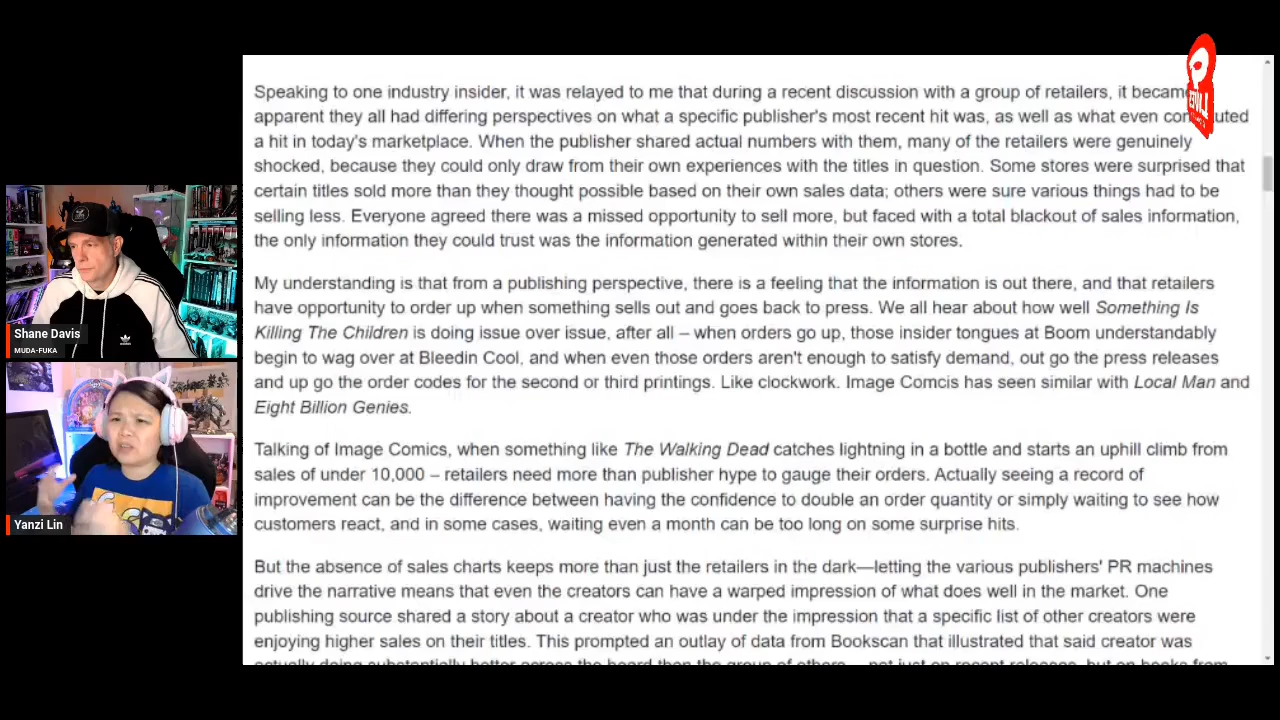 Speaking to one industry insider, it was relayed to me that during a recent discussion with a group of retailers, it became
apparent they all had differing perspectives on what a specific publisher's most recent hit was, as well as what even
a hit in today's marketplace. When the publisher shared actual numbers with them, many of the retailers were genuinely
shocked, because they could only draw from their own experiences with the titles in question. Some stores were surprised that
certain titles sold more than they thought possible based on their own sales data; others were sure various things had to be
selling less. Everyone agreed there was a missed opportunity to sell more, but faced with a total blackout of sales information,
the only information they could trust was the information generated within their own stores.
My understanding is that from a publishing perspective, there is a feeling that the information is out there, and that retailers
have opportunity to order up when something sells out and goes back to press. We all hear about how well Something Is
Killing The Children is doing issue over issue, after all – when orders go up, those insider tongues at Boom understandably
begin to wag over at Bleedin Cool, and when even those orders aren't enough to satisfy demand, out go the press releases
and up go the order codes for the second or third printings. Like clockwork. Image Comcis has seen similar with Local Man and
Eight Billion Genies.
Talking of Image Comics, when something like The Walking Dead catches lightning in a bottle and starts an uphill climb from
sales of under 10,000 – retailers need more than publisher hype to gauge their orders. Actually seeing a record of
improvement can be the difference between having the confidence to double an order quantity or simply waiting to see how
customers react, and in some cases, waiting even a month can be too long on some surprise hits.
But the absence of sales charts keeps more than just the retailers in the dark—letting the various publishers' PR machines
drive the narrative means that even the creators can have a warped impression of what does well in the market. One
publishing source shared a story about a creator who was under the impression that a specific list of other creators were
enjoying higher sales on their titles. This prompted an outlay of data from Bookscan that illustrated that said creator was
Shane Davis
MUDA-FUKA
Yanzi Lin